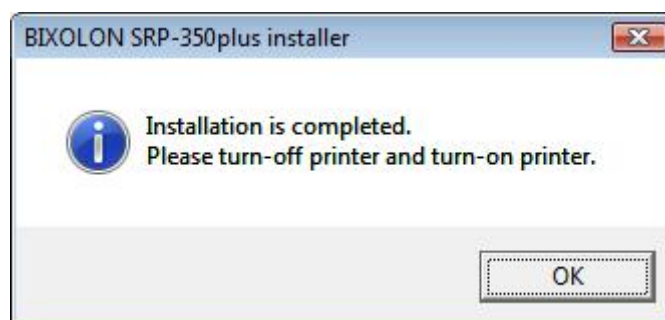 BIXOLON SRP-350plus installer
Installation is completed.
Please turn-off printer and turn-on printer.
OK